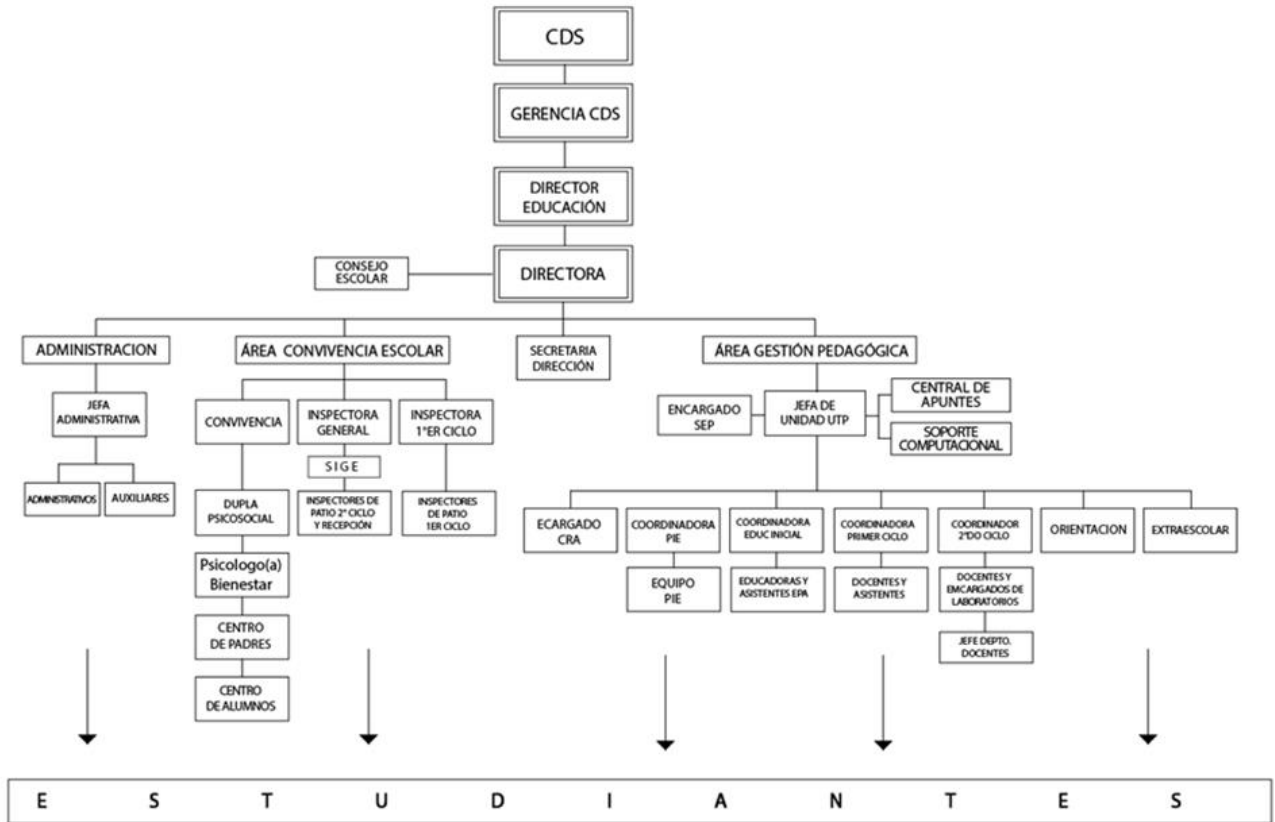 CDS
GERENCIA CDS
DIRECTOR
EDUCACIÓN
DIRECTORA
CONSEJO
ESCOLAR
ADMINISTRACION
ÁREA CONVIVENCIA ESCOLAR
SECRETARIA
DIRECCIÓN
ÁREA GESTIÓN PEDAGÓGICA
JEFA
ADMINISTRATIVA
ADMINISTRATIVOS
AUXILIARES
CONVIVENCIA
INSPECTORA
GENERAL
INSPECTORA
1°ER CICLO
SIGE
DUPLA
PSICOSOCIAL
INSPECTORES DE
PATIO 2° CICLO
Y RECEPCIÓN
INSPECTORES
DE PATIO
1ER CICLO
Psicologo(a)
Bienestar
CENTRO
DE PADRES
CENTRO
DE ALUMNOS
ENCARGADO
SEP
JEFA DE
UNIDAD UTP
CENTRAL DE
APUNTES
SOPORTE
COMPUTACIONAL
ECARGADO
CRA
COORDINADORA
PIE
COORDINADORA
EDUC INICIAL
COORDINADORA
PRIMER CICLO
COORDINADOR
2°DO CICLO
ORIENTACION
EXTRAESCOLAR
EQUIPO
PIE
EDUCADORAS Y
ASISTENTES EPA
DOCENTES Y
ASISTENTES
DOCENTES Y
EMCARGADOS DE
LABORATORIOS
JEFE DEPTO.
DOCENTES
E S T U D I A N T E S